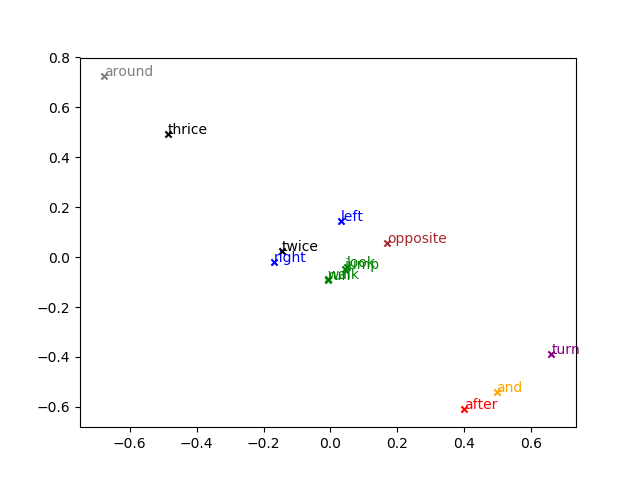 0.8
around
0.6
thrice
0.4
0.2
left
opposite
twice
0.0
right
look
jump
walk
run
−0.2
turn
−0.4
and
after
−0.6
−0.6
−0.4
−0.2
0.0
0.2
0.4
0.6